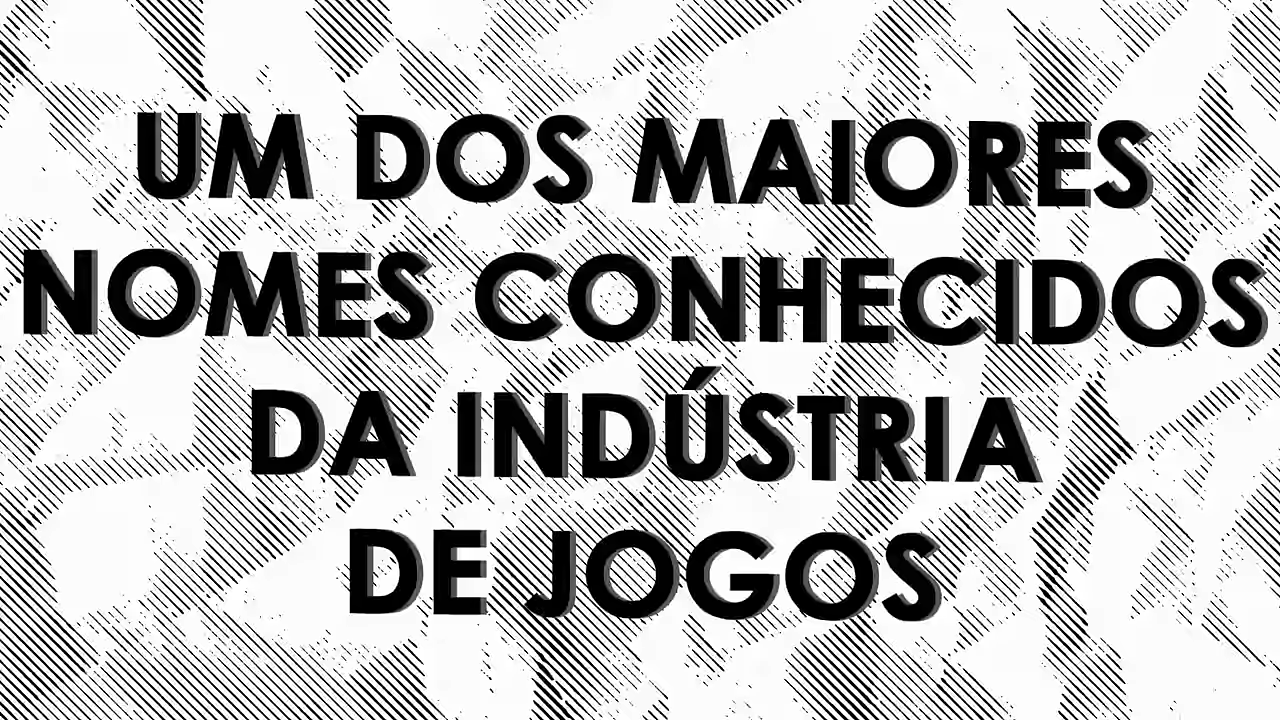 UM DOS MAIORES
NOMES CONHECIDOS
DA INDÚSTRIA
DE JOGOS